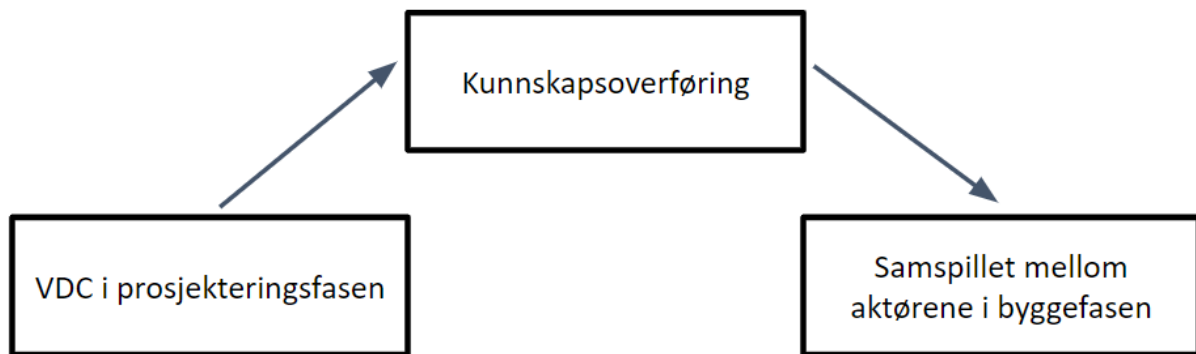 Kunnskapsoverføring
VDC i prosjekteringsfasen
Samspillet mellom
aktørene i byggefasen